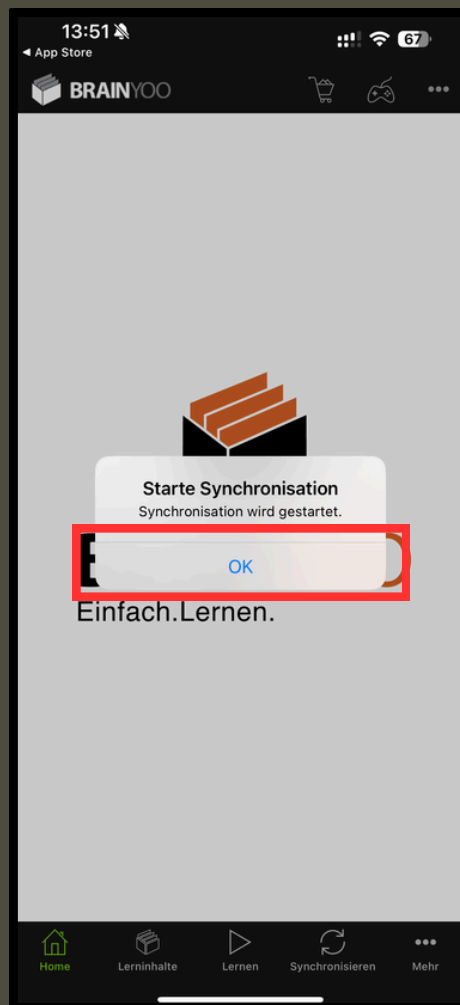 13:51
67
App Store
BRAINYOO
Starte Synchronisation
Synchronisation wird gestartet.
OK
Einfach.Lernen.
Home
Lerninhalte
Lernen
Synchronisieren
Mehr